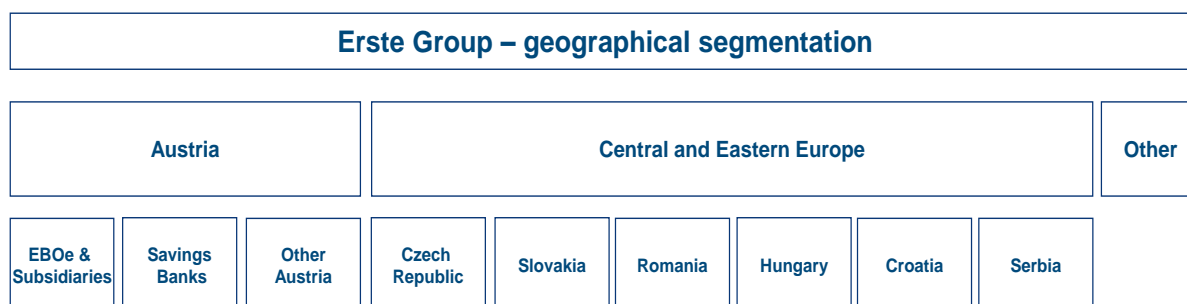 Erste Group – geographical segmentation
Austria
Central and Eastern Europe
Other
EBOe &
Subsidiaries
Savings
Banks
Other
Austria
Czech
Republic
Slovakia
Romania
Hungary
Croatia
Serbia